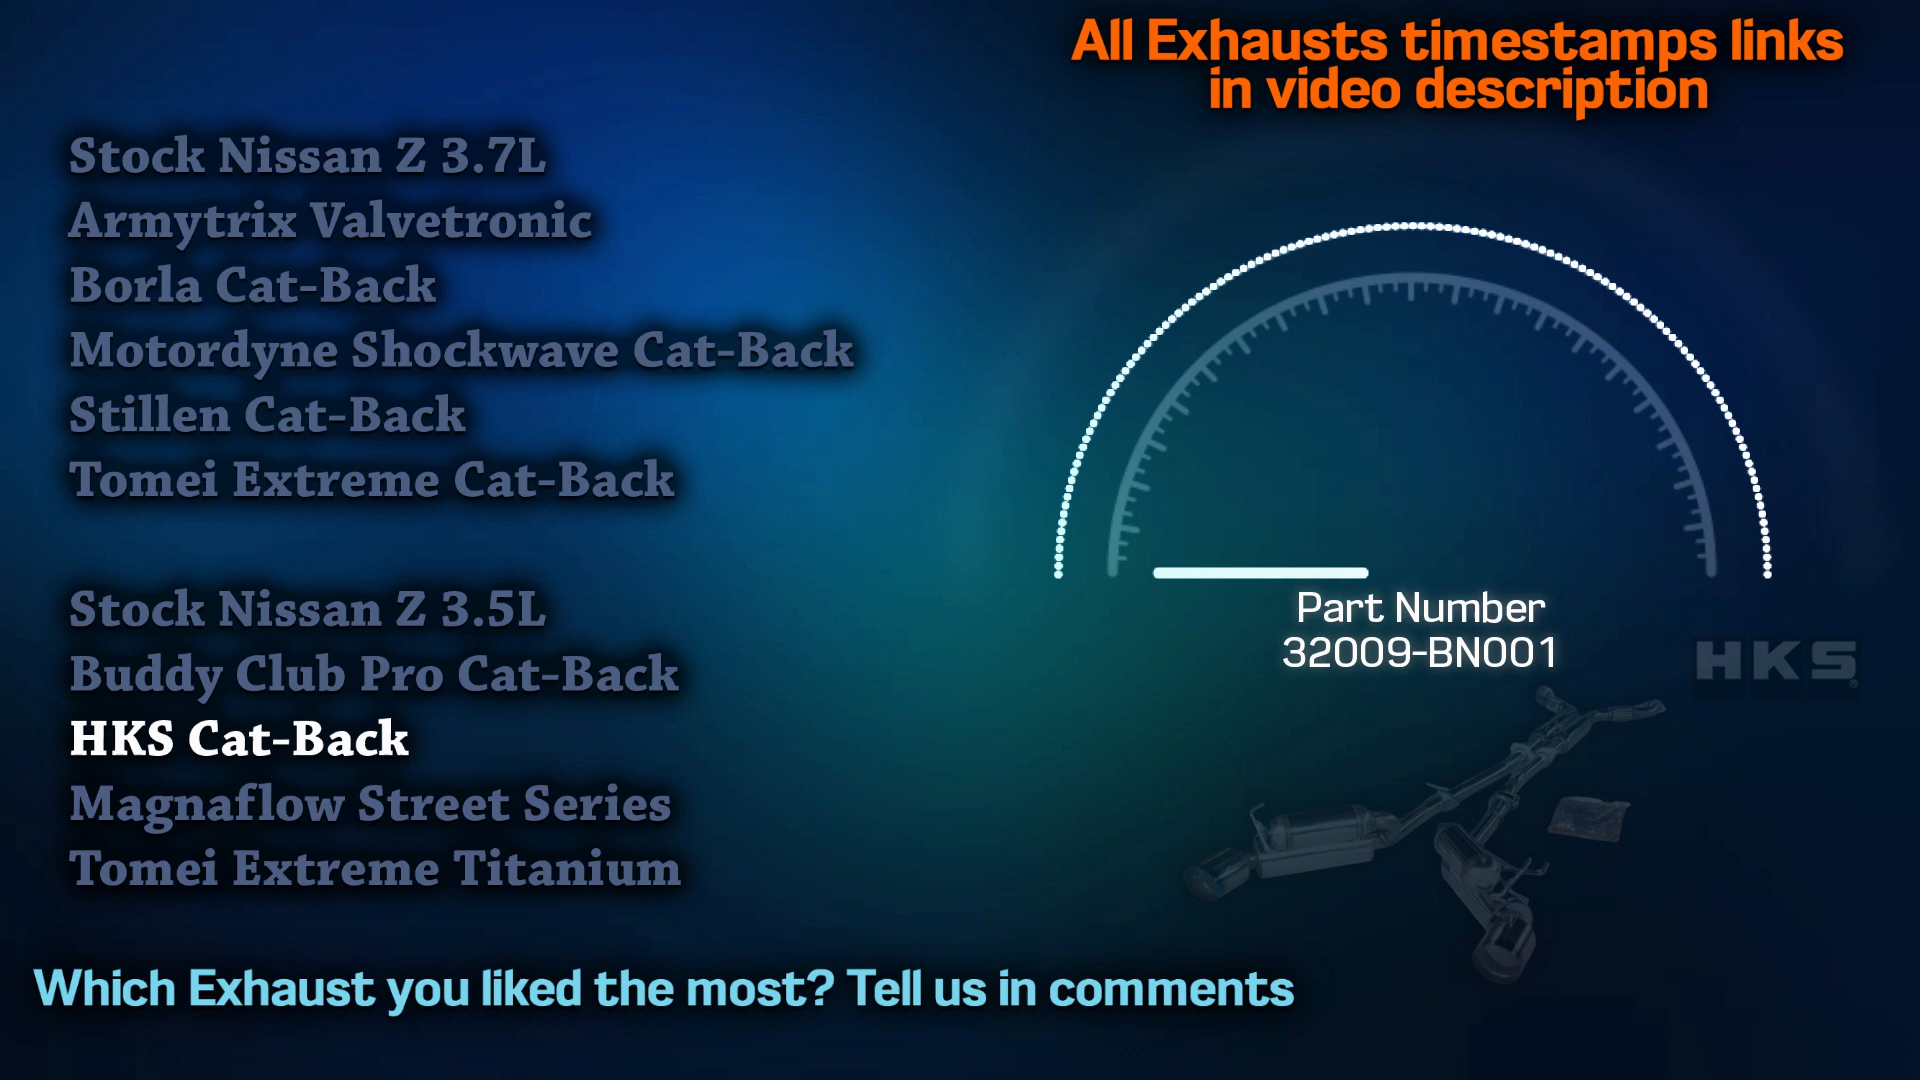 All Exhausts timestamps links
in video description
Stock Nissan Z 3.7L
Armytrix Valvetronic
Borla Cat-Back
Motordyne Shockwave Cat-Back
Stillen Cat-Back
Tomei Extreme Cat-Back
Stock Nissan Z 3.5L
Buddy Club Pro Cat-Back
HKS Cat-Back
Magnaflow Street Series
Tomei Extreme Titanium
Part Number
32009-BN001
HKS®
Which Exhaust you liked the most? Tell us in comments